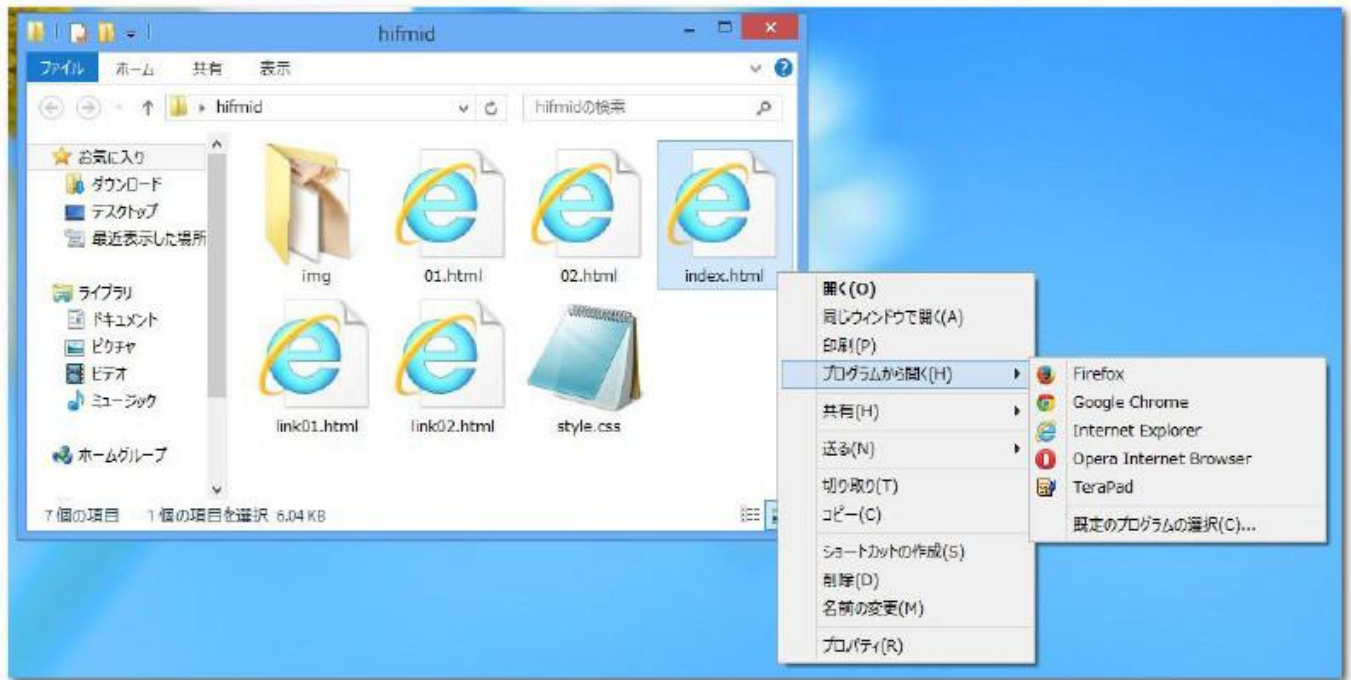 hifmid
ファイル ホーム 共有 表示
hifmid
hifmidの検索
お気に入り
ダウンロード
デスクトップ
最近表示した場所
ライブラリ
ドキュメント
ピクチャ
ビデオ
ミュージック
ホームグループ
img
01.html
02.html
index.html
link01.html
link02.html
style.css
7個の項目 1個の項目を選択 6.04 KB
開く(O)
同じウィンドウで開く(A)
印刷(P)
プログラムから開く(H)
共有(H)
送る(N)
切り取り(T)
コピー(C)
ショートカットの作成(S)
削除(D)
名前の変更(M)
プロパティ(R)
Firefox
Google Chrome
Internet Explorer
Opera Internet Browser
TeraPad
既定のプログラムの選択(C)...